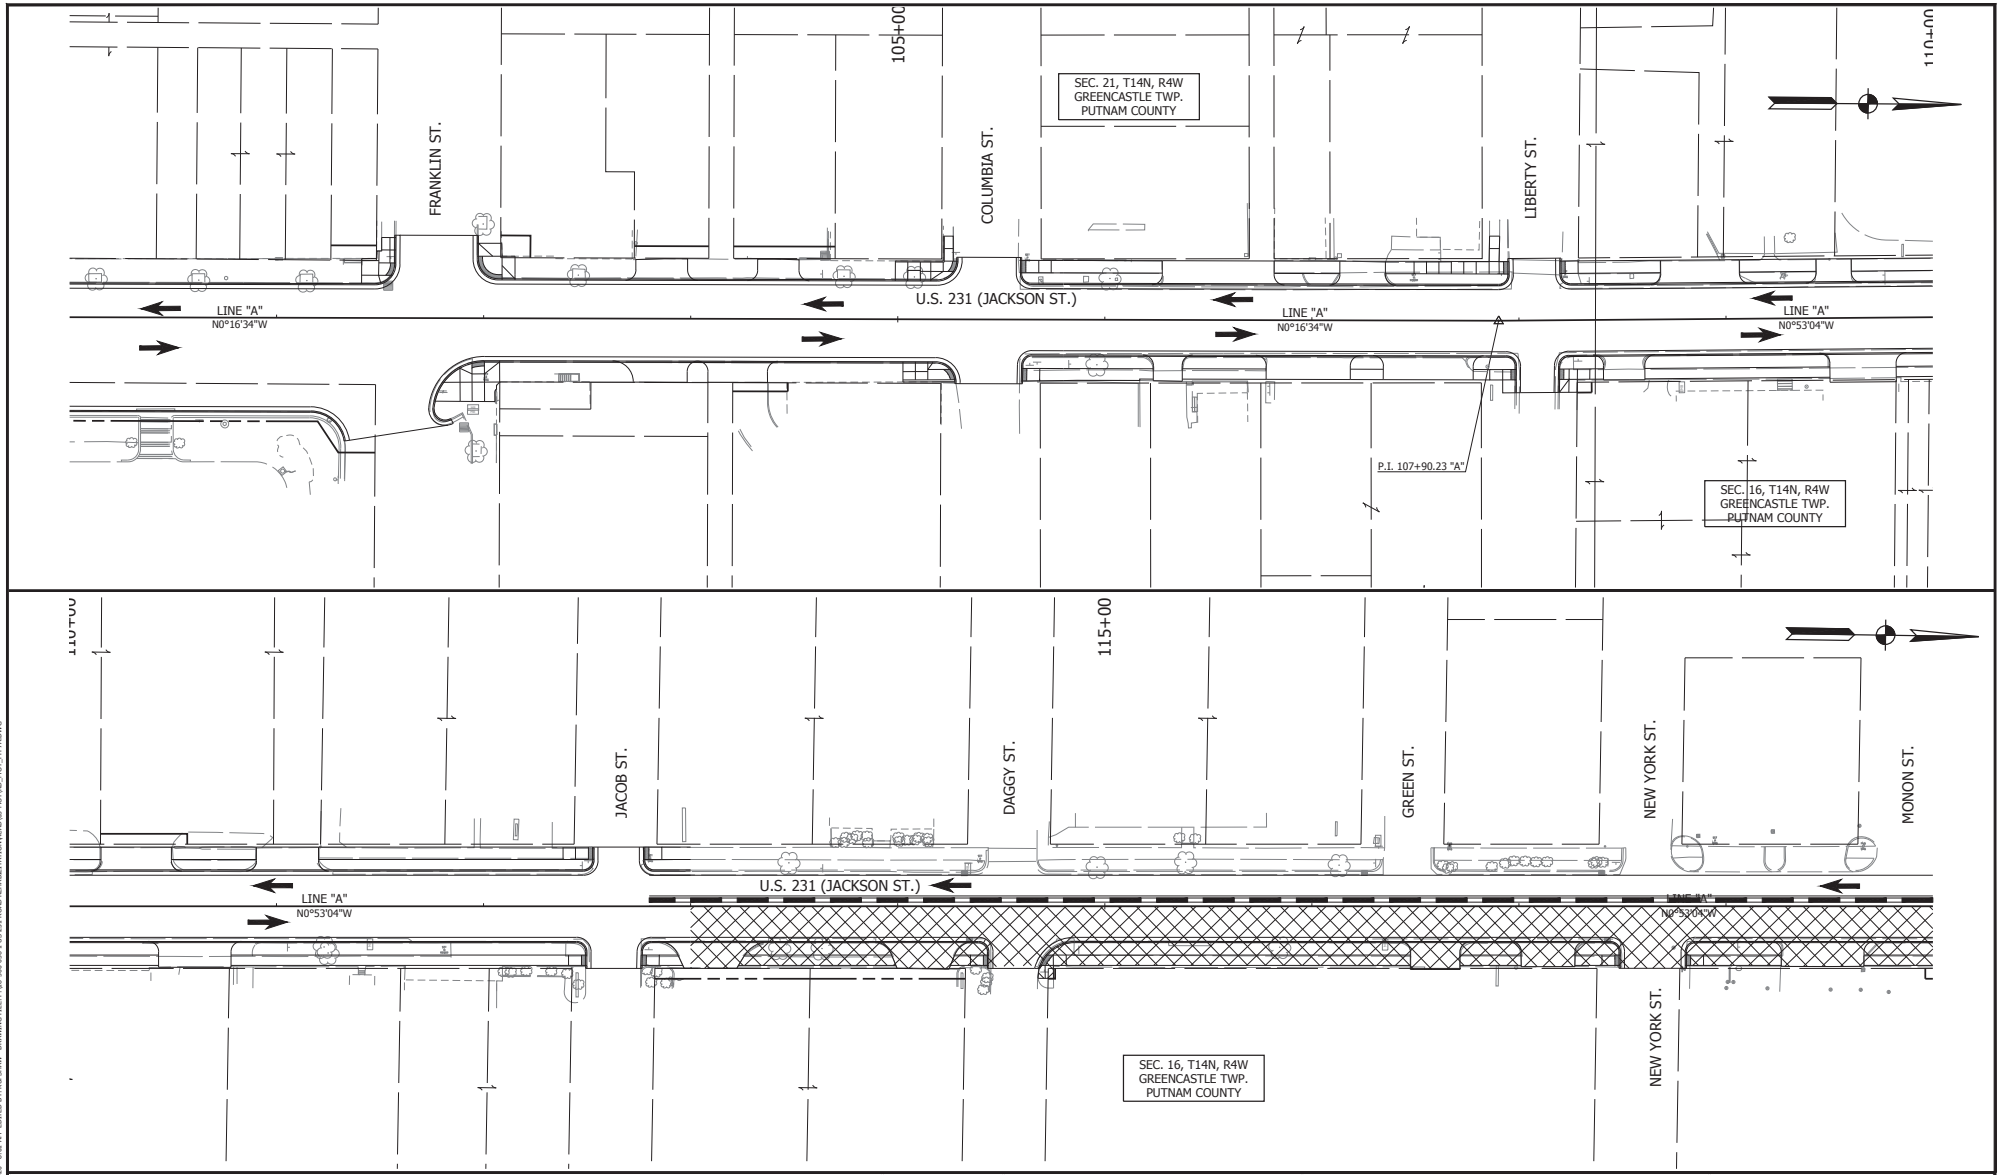 105+00
110+00
SEC. 21, T14N, R4W
GREENCASTLE TWP.
PUTNAM COUNTY
FRANKLIN ST.
COLUMBIA ST.
LIBERTY ST.
U.S. 231 (JACKSON ST.)
LINE "A"
N0°16'34"W
LINE "A"
N0°16'34"W
LINE "A"
N0°53'04"W
P.I. 107+90.23 "A"
SEC. 16, T14N, R4W
GREENCASTLE TWP.
PUTNAM COUNTY
110+00
115+00
JACOB ST.
DAGGY ST.
GREEN ST.
NEW YORK ST.
MONON ST.
U.S. 231 (JACKSON ST.)
LINE "A"
N0°53'04"W
LINE "A"
N0°53'04"W
NEW YORK ST.
SEC. 16, T14N, R4W
GREENCASTLE TWP.
PUTNAM COUNTY